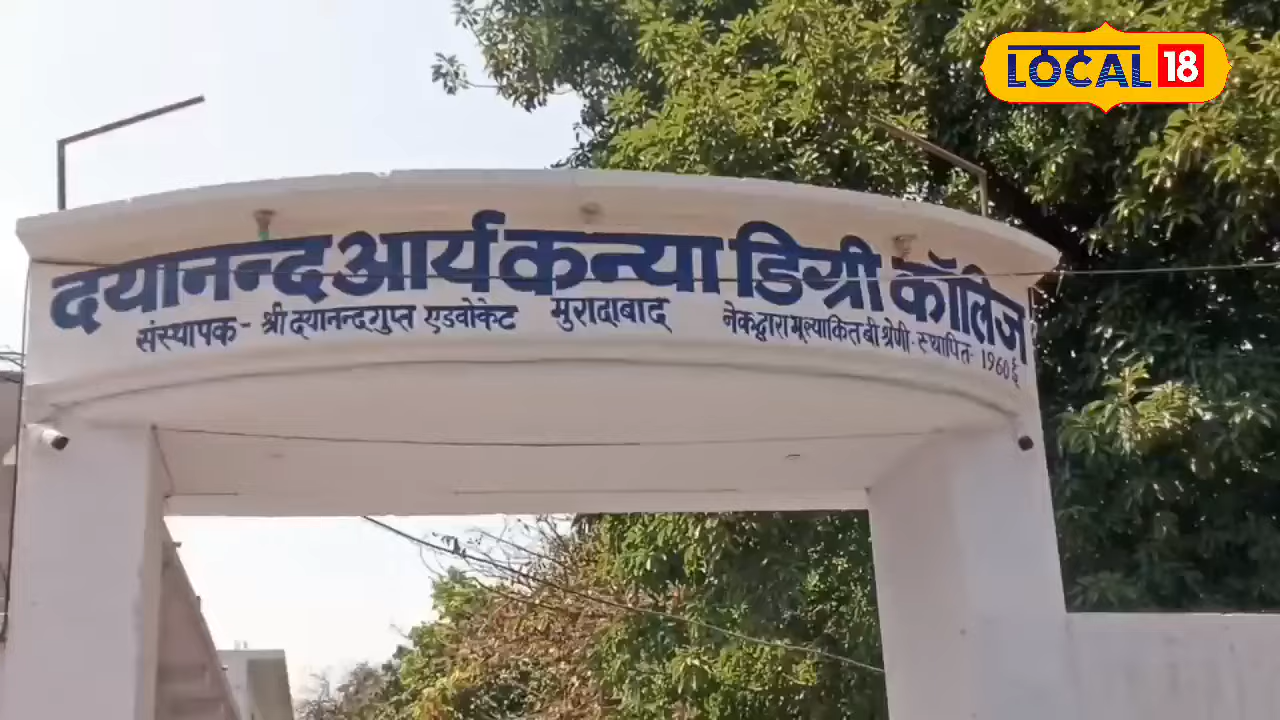 LOCAL 18
दयानन्द आर्य कन्या डिग्री कॉलिज
संस्थापक - श्री दयानन्द गुप्त एडवोकेट मुरादाबाद नेक द्वारा मूल्याकित बी श्रेणी - स्थापित - 1960 ई